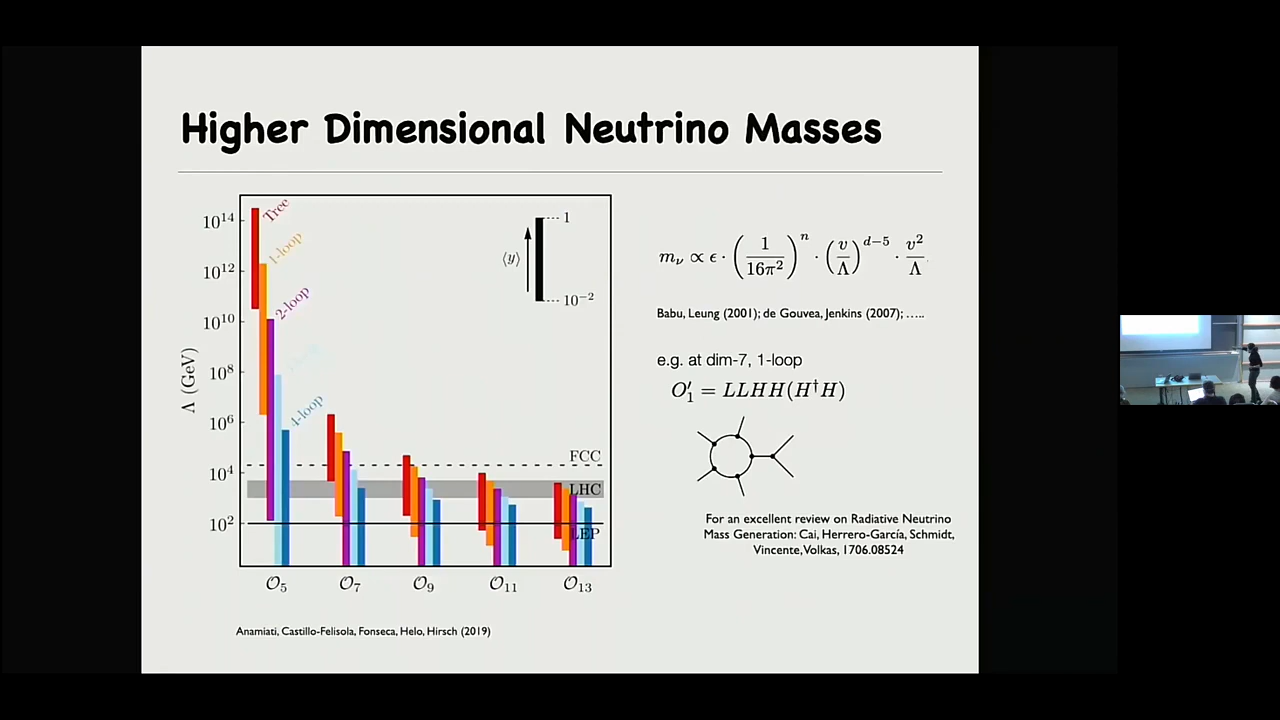 Higher Dimensional Neutrino Masses
Λ (GeV)
10^14
10^12
10^10
10^8
10^6
10^4
10^2
Tree
1-loop
2-loop
4-loop
⟨y⟩
1
10^-2
FCC
LHC
LEP
O_5
O_7
O_9
O_11
O_13
Anamiati, Castillo-Felisola, Fonseca, Helo, Hirsch (2019)
m_ν ∝ ϵ · (1/16π^2)^n · (v/Λ)^{d−5} · v^2/Λ
Babu, Leung (2001); de Gouvea, Jenkins (2007); .....
e.g. at dim-7, 1-loop
O′_1 = LLHH(H^†H)
For an excellent review on Radiative Neutrino
Mass Generation: Cai, Herrero-García, Schmidt,
Vincente, Volkas, 1706.08524